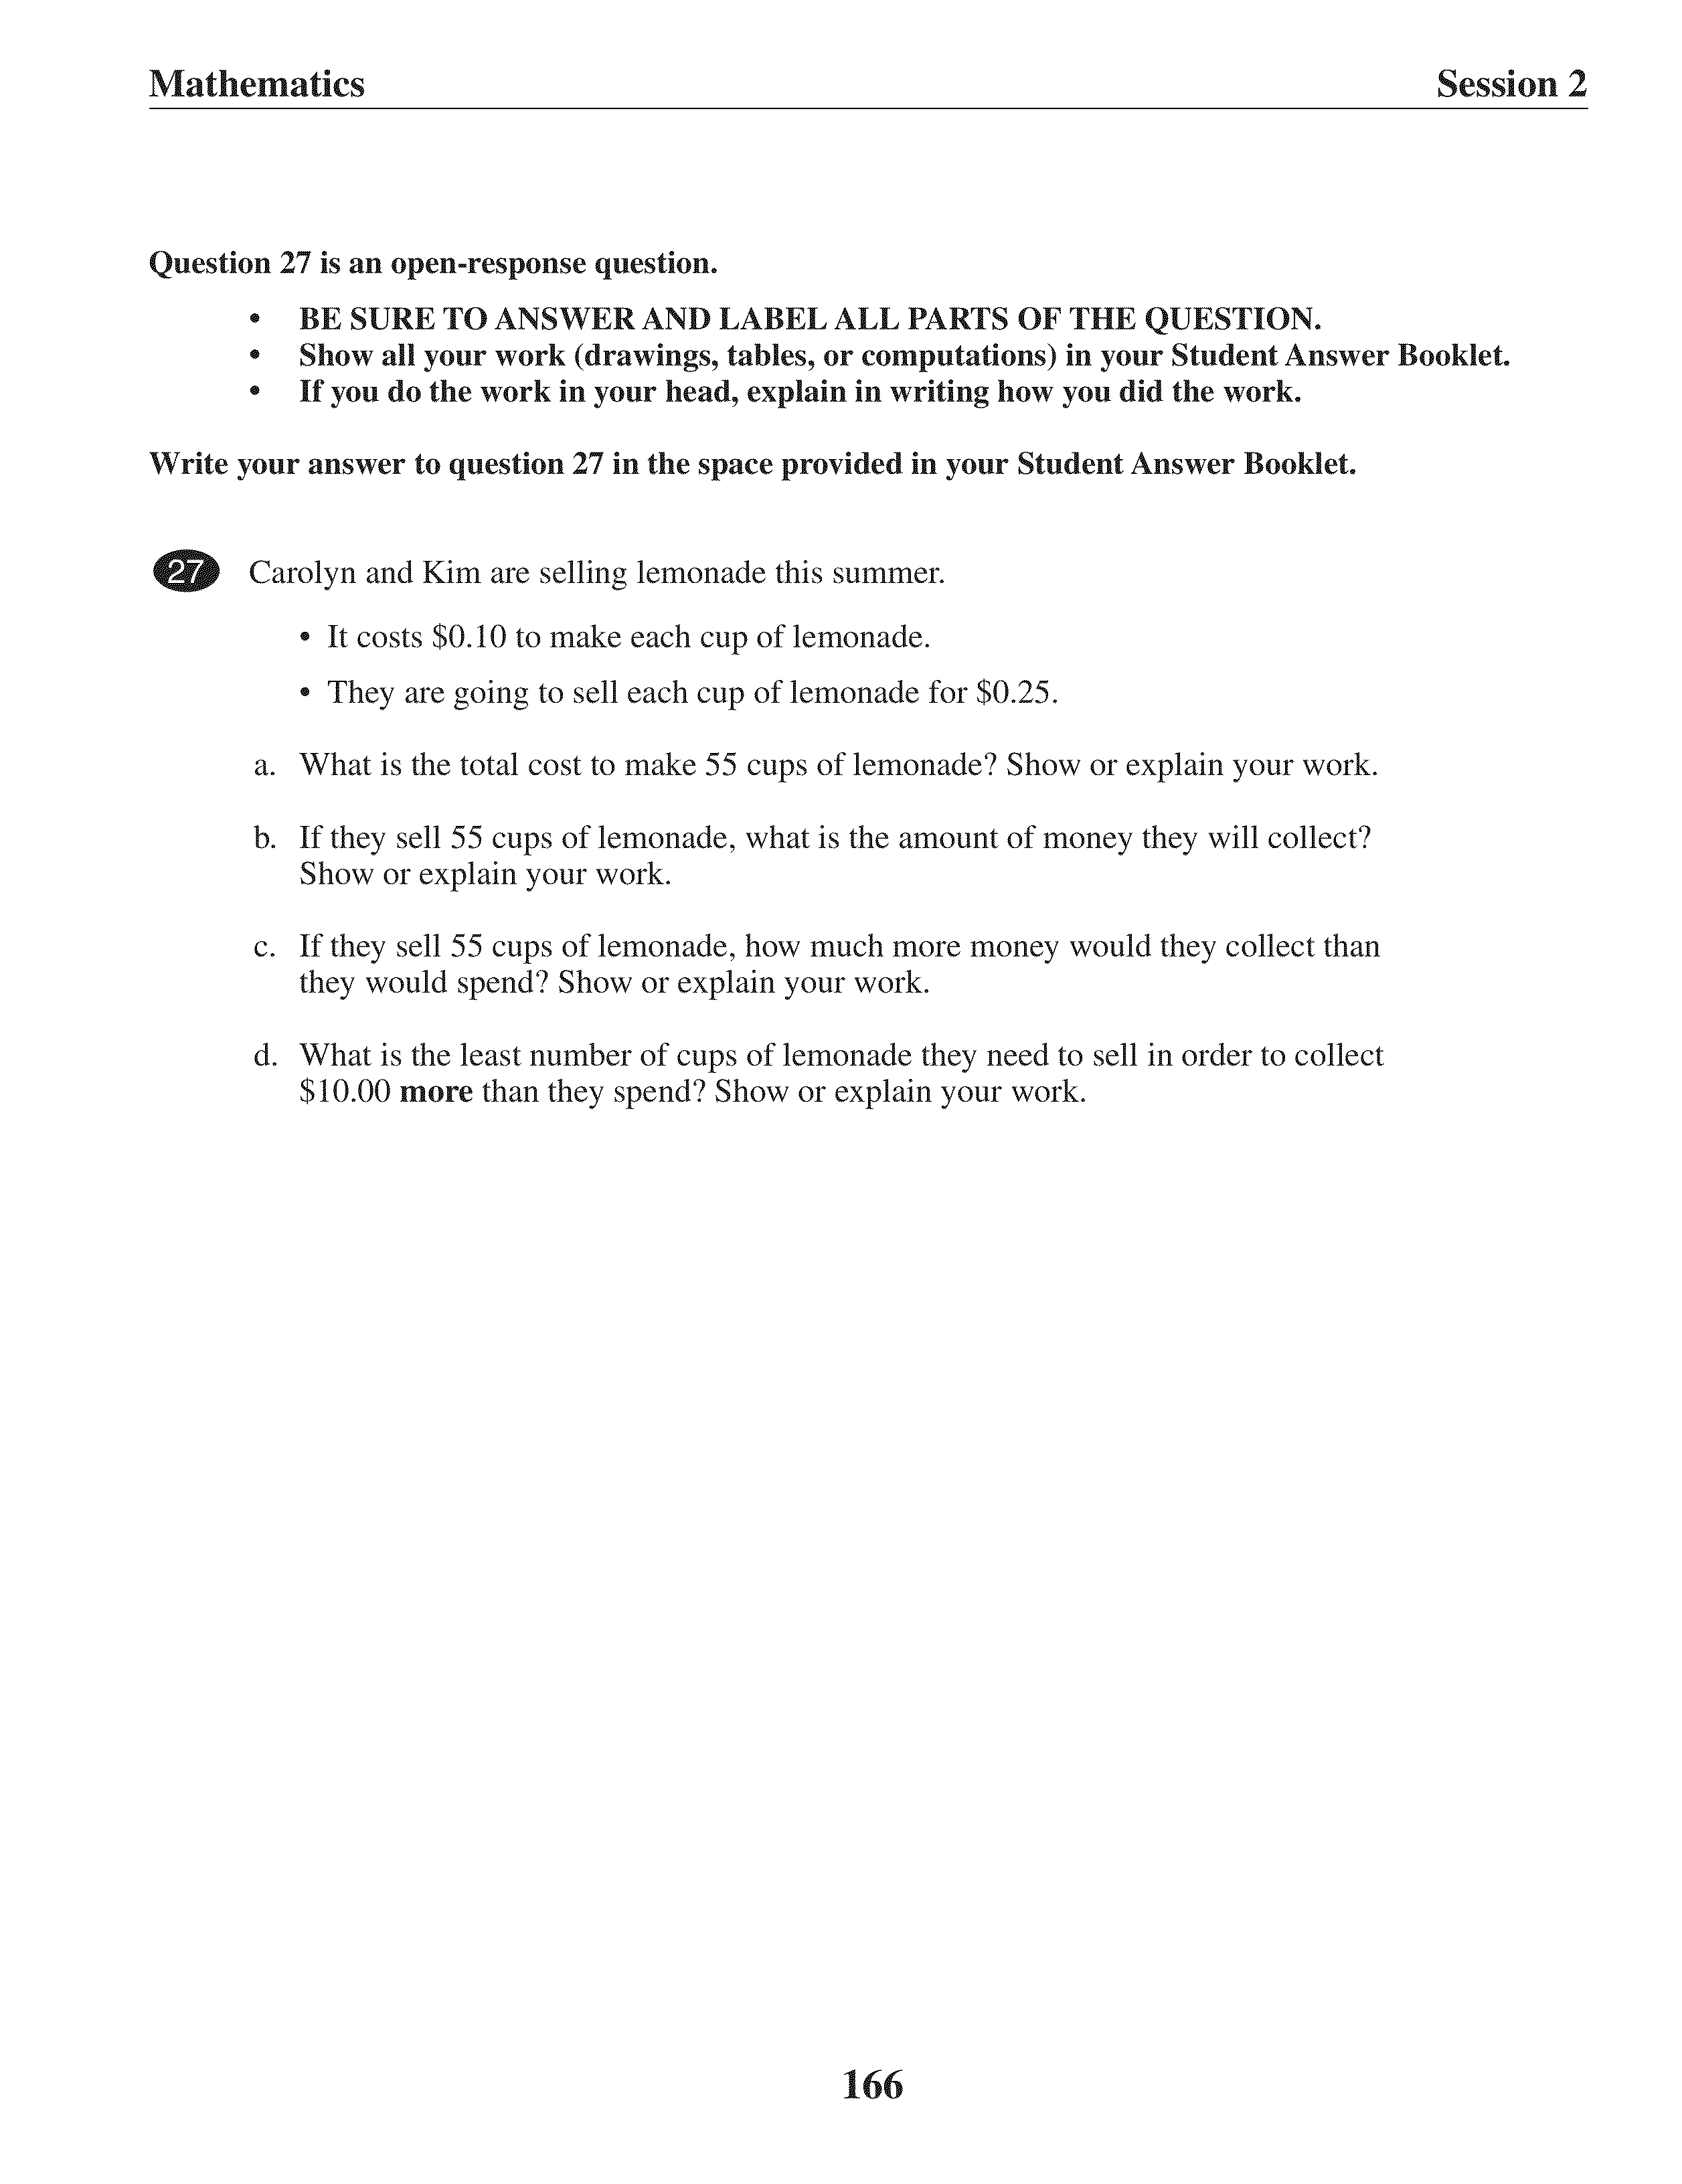 Mathematics Session 2
Question 27 is an open-response question.
• BE SURE TO ANSWER AND LABEL ALL PARTS OF THE QUESTION.
• Show all your work (drawings, tables, or computations) in your Student Answer Booklet.
• If you do the work in your head, explain in writing how you did the work.
Write your answer to question 27 in the space provided in your Student Answer Booklet.
27 Carolyn and Kim are selling lemonade this summer.
• It costs $0.10 to make each cup of lemonade.
• They are going to sell each cup of lemonade for $0.25.
a. What is the total cost to make 55 cups of lemonade? Show or explain your work.
b. If they sell 55 cups of lemonade, what is the amount of money they will collect?
Show or explain your work.
c. If they sell 55 cups of lemonade, how much more money would they collect than
they would spend? Show or explain your work.
d. What is the least number of cups of lemonade they need to sell in order to collect
$10.00 more than they spend? Show or explain your work.
166